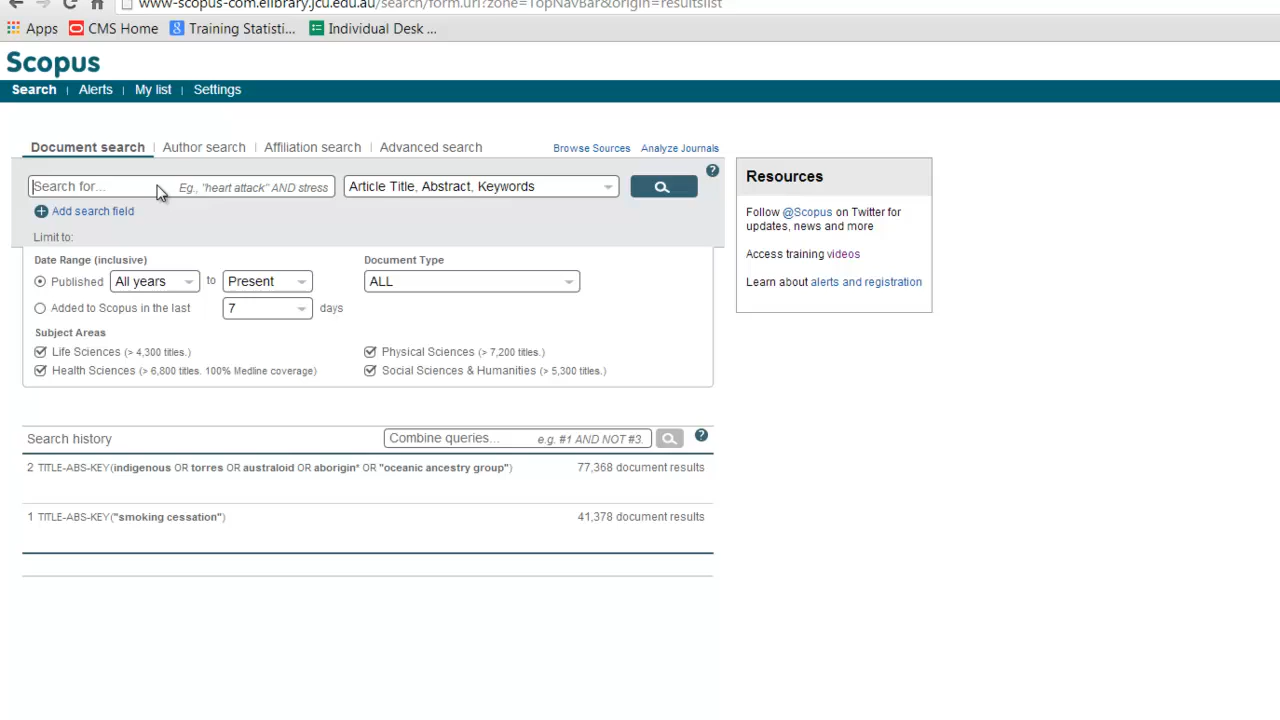 www-scopus-com.elibrary.jcu.edu.au/search/form.url?zone=TopNavBar&origin=resultslist
Apps CMS Home Training Statisti... Individual Desk ...
Scopus
Search | Alerts | My list | Settings
Document search | Author search | Affiliation search | Advanced search Browse Sources Analyze Journals
Search for... Eg., "heart attack" AND stress Article Title, Abstract, Keywords ?
Add search field
Limit to:
Date Range (inclusive) Document Type
Published All years to Present ALL
Added to Scopus in the last 7 days
Subject Areas
Life Sciences (> 4,300 titles.) Physical Sciences (> 7,200 titles.)
Health Sciences (> 6,800 titles. 100% Medline coverage) Social Sciences & Humanities (> 5,300 titles.)
Resources
Follow @Scopus on Twitter for
updates, news and more
Access training videos
Learn about alerts and registration
Search history Combine queries... e.g. #1 AND NOT #3. ?
2 TITLE-ABS-KEY(indigenous OR torres OR australoid OR aborigin* OR "oceanic ancestry group") 77,368 document results
1 TITLE-ABS-KEY("smoking cessation") 41,378 document results